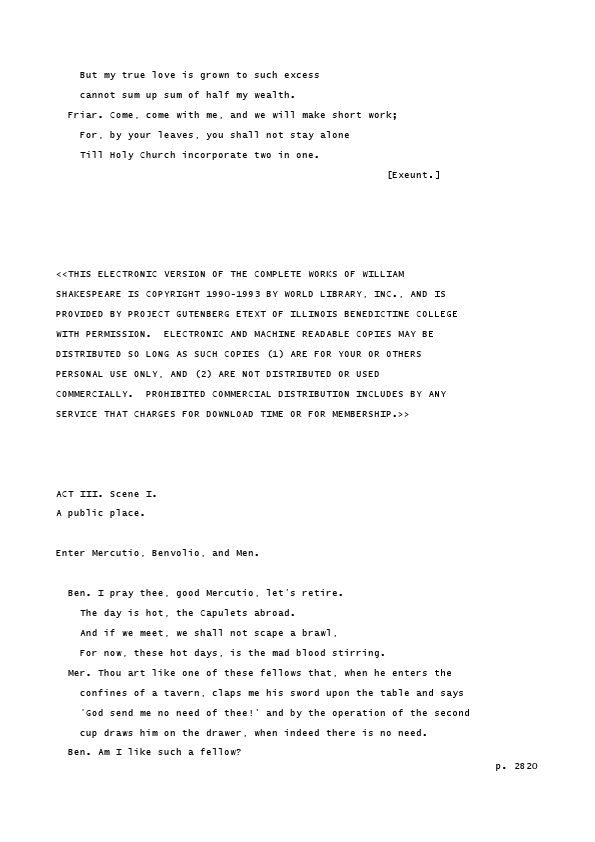 But my true love is grown to such excess
cannot sum up sum of half my wealth.
Friar. Come, come with me, and we will make short work;
For, by your leaves, you shall not stay alone
Till Holy Church incorporate two in one.
[Exeunt.]
<<THIS ELECTRONIC VERSION OF THE COMPLETE WORKS OF WILLIAM
SHAKESPEARE IS COPYRIGHT 1990-1993 BY WORLD LIBRARY, INC., AND IS
PROVIDED BY PROJECT GUTENBERG ETEXT OF ILLINOIS BENEDICTINE COLLEGE
WITH PERMISSION.  ELECTRONIC AND MACHINE READABLE COPIES MAY BE
DISTRIBUTED SO LONG AS SUCH COPIES (1) ARE FOR YOUR OR OTHERS
PERSONAL USE ONLY, AND (2) ARE NOT DISTRIBUTED OR USED
COMMERCIALLY.  PROHIBITED COMMERCIAL DISTRIBUTION INCLUDES BY ANY
SERVICE THAT CHARGES FOR DOWNLOAD TIME OR FOR MEMBERSHIP.>>
ACT III. Scene I.
A public place.
Enter Mercutio, Benvolio, and Men.
Ben. I pray thee, good Mercutio, let's retire.
The day is hot, the Capulets abroad.
And if we meet, we shall not scape a brawl,
For now, these hot days, is the mad blood stirring.
Mer. Thou art like one of these fellows that, when he enters the
confines of a tavern, claps me his sword upon the table and says
'God send me no need of thee!' and by the operation of the second
cup draws him on the drawer, when indeed there is no need.
Ben. Am I like such a fellow?
p. 2820